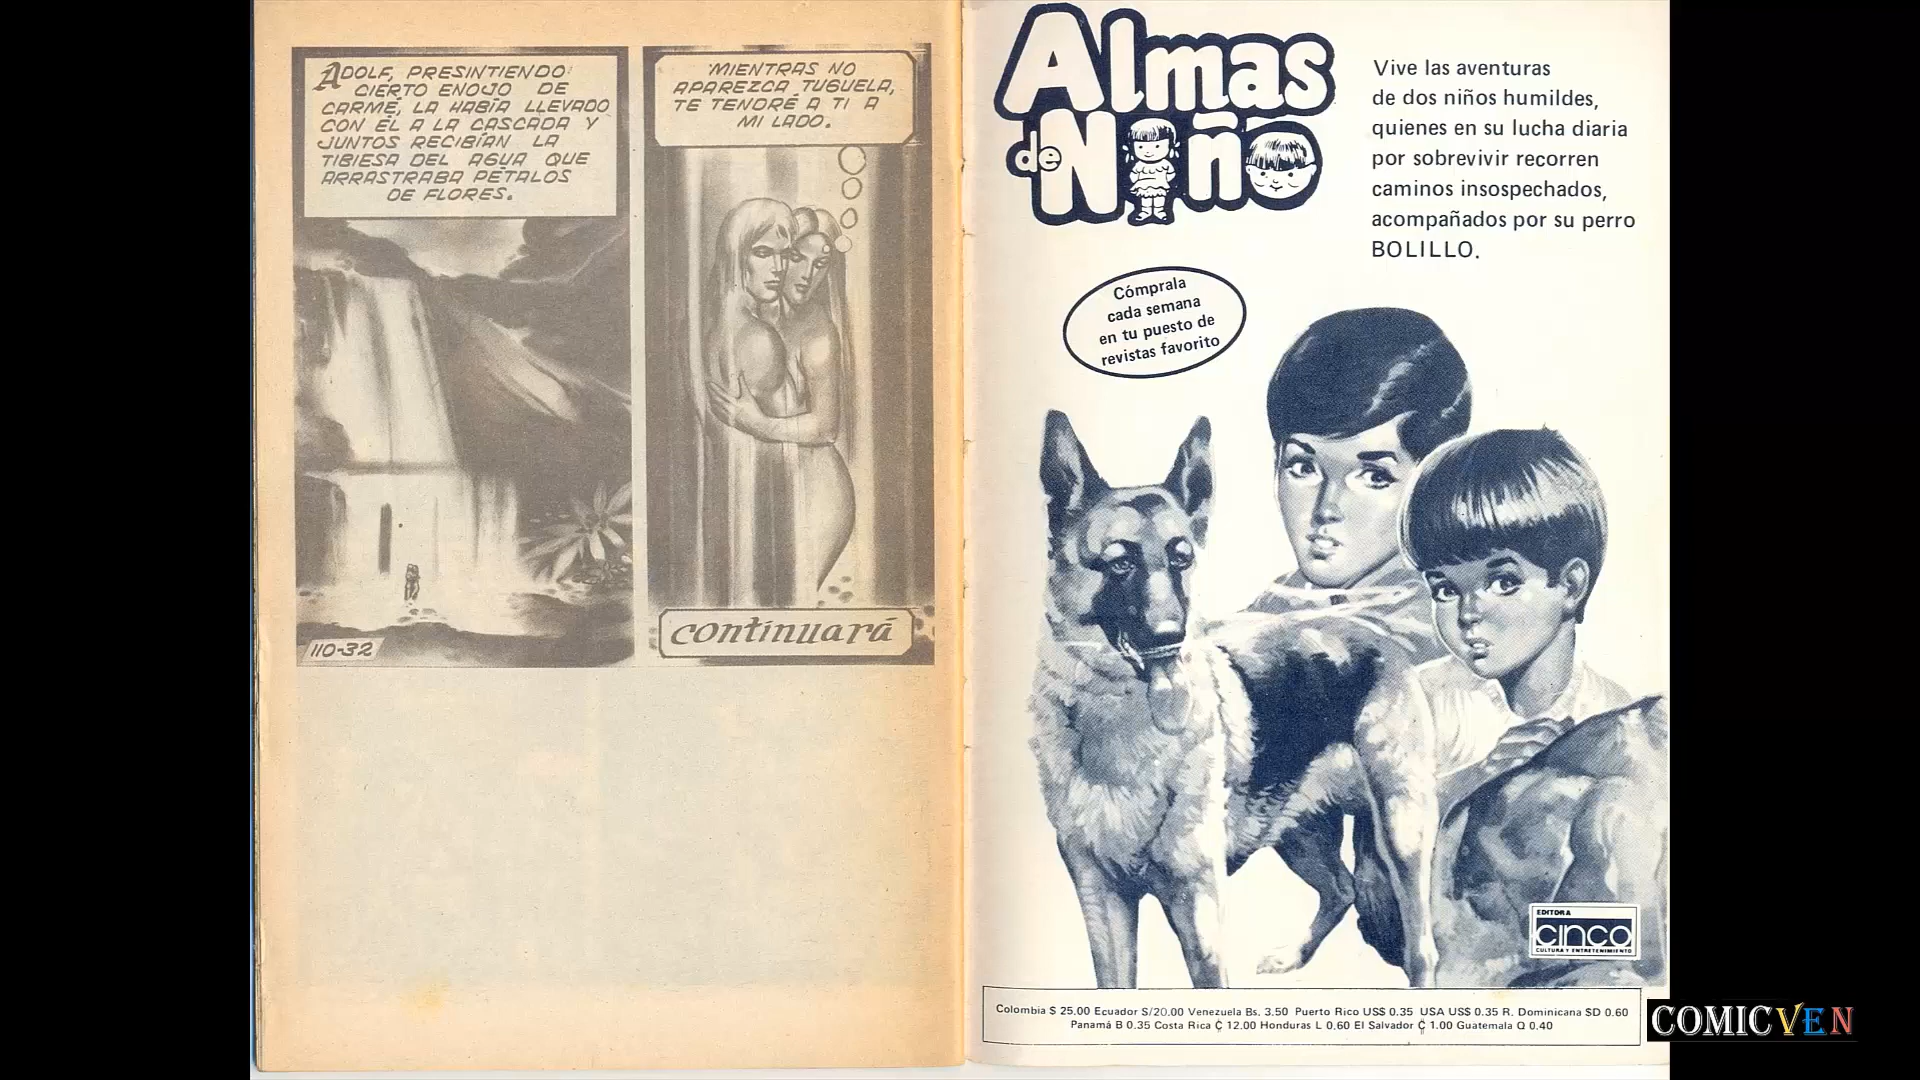 ADOLF, PRESINTIENDO
CIERTO ENOJO DE
CARME, LA HABÍA LLEVADO
CON ÉL A LA CASCADA Y
JUNTOS RECIBÍAN LA
TIBIESA DEL AGUA QUE
ARRASTRABA PÉTALOS
DE FLORES.
110-32
MIENTRAS NO
APAREZCA TUGUELA,
TE TENDRÉ A TI A
MI LADO.
continuará
Almas
de Niño
Vive las aventuras
de dos niños humildes,
quienes en su lucha diaria
por sobrevivir recorren
caminos insospechados,
acompañados por su perro
BOLILLO.
Cómprala
cada semana
en tu puesto de
revistas favorito
EDITORA
CINCO
CULTURA Y ENTRETENIMIENTO
Colombia $ 25.00 Ecuador S/20.00 Venezuela Bs. 3.50 Puerto Rico US$ 0.35 USA US$ 0.35 R. Dominicana SD 0.60
Panamá B 0.35 Costa Rica ₡ 12.00 Honduras L 0.60 El Salvador ₡ 1.00 Guatemala Q 0.40
COMICVEN